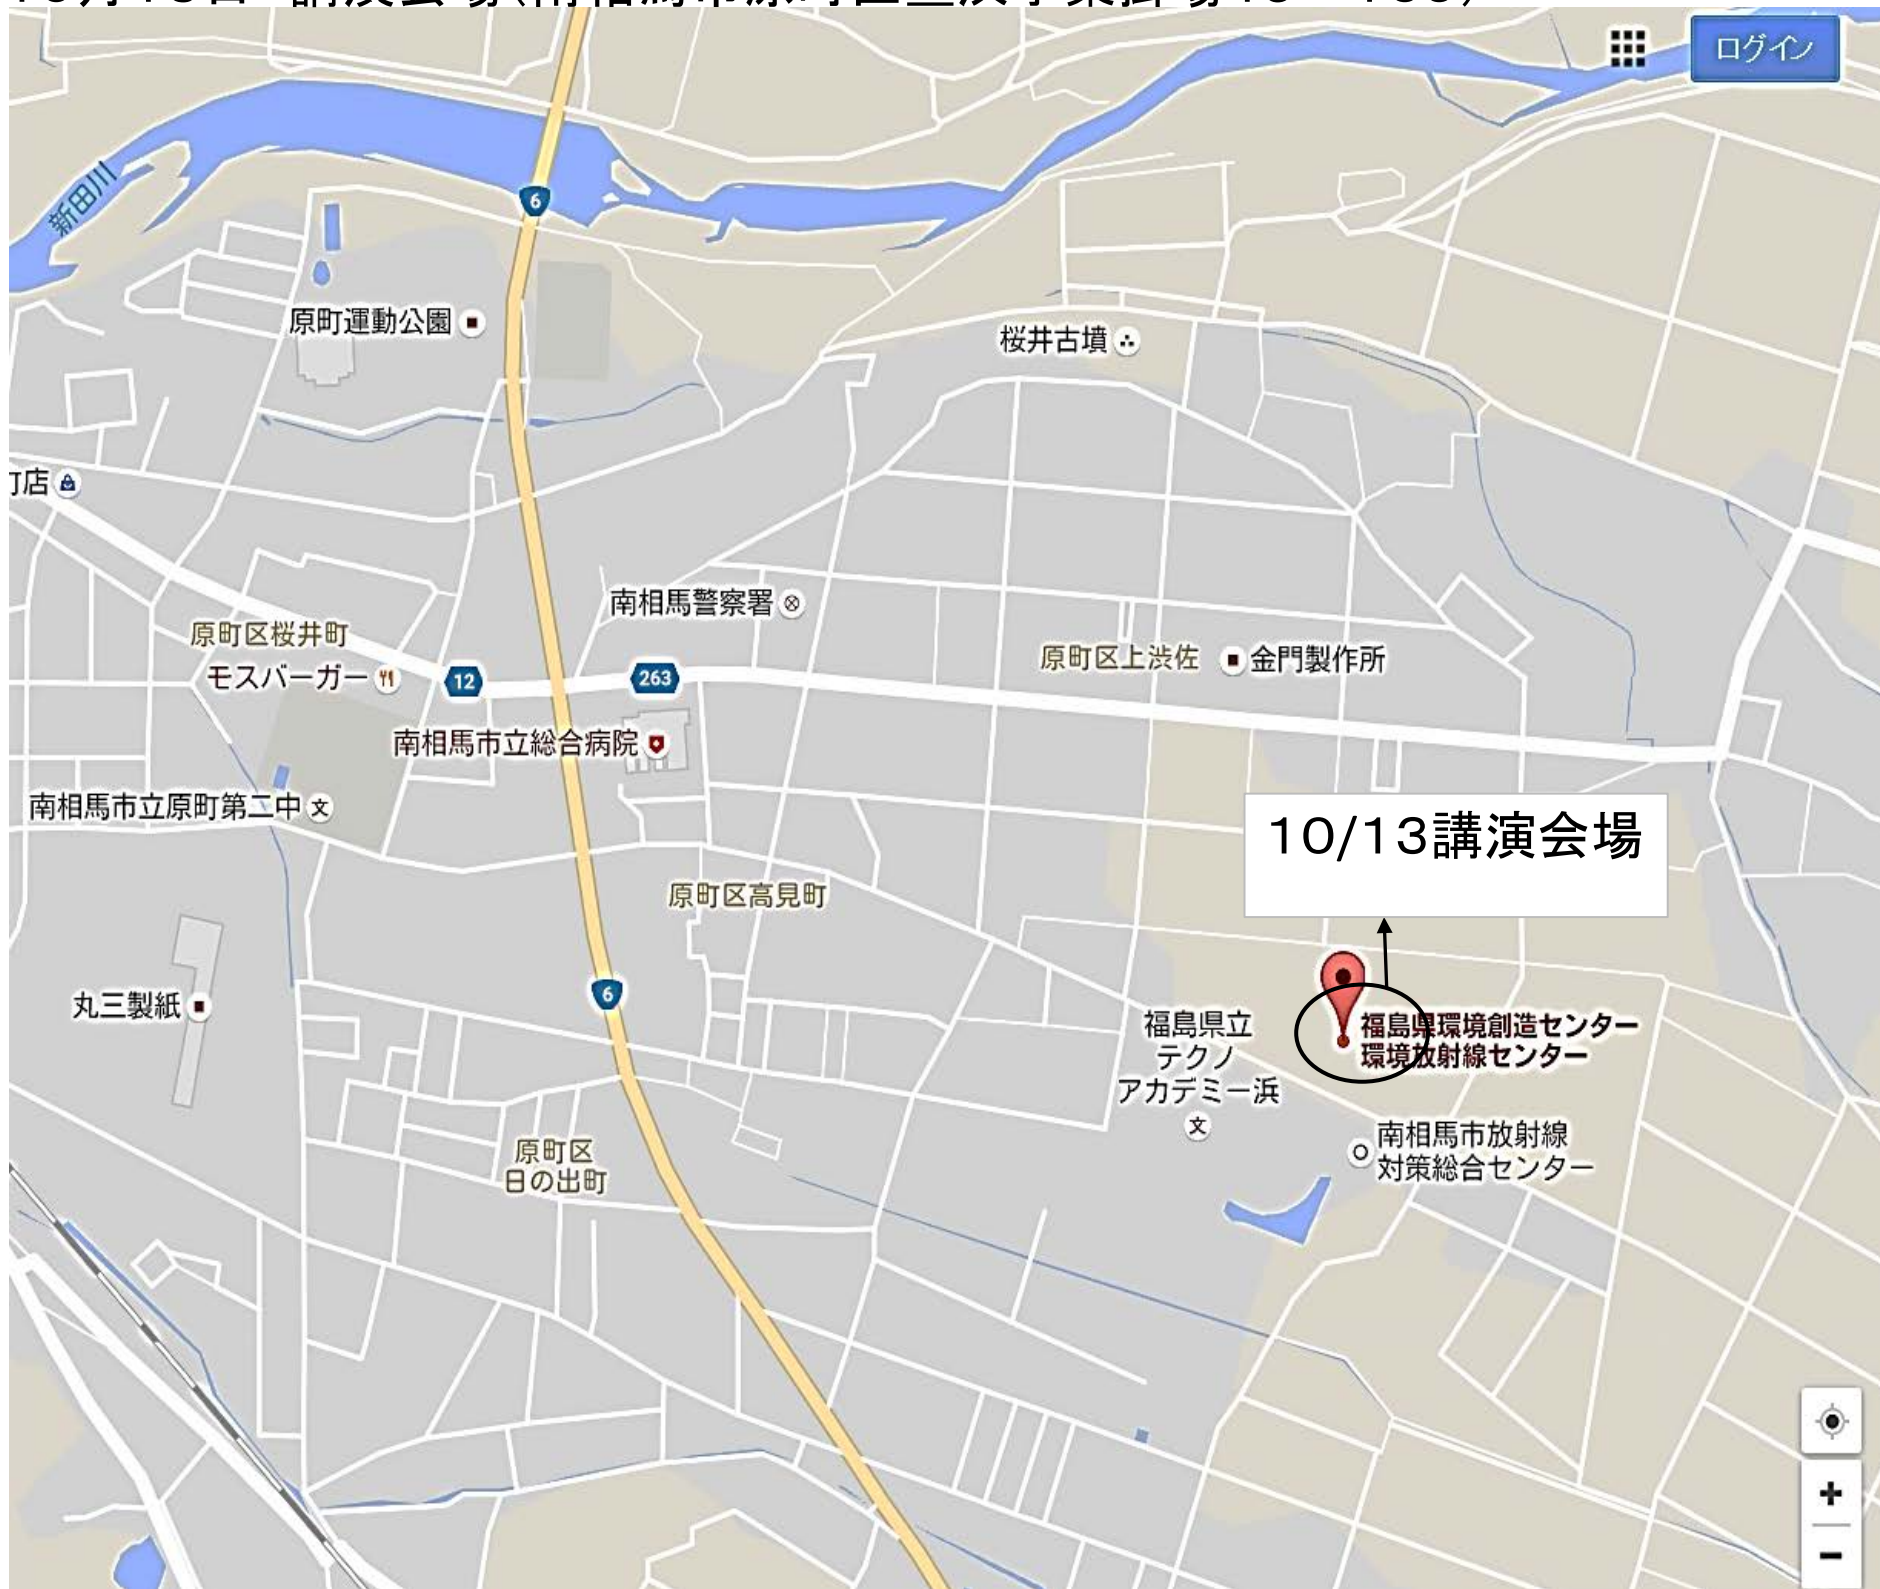 ログイン
新田川
6
原町運動公園
桜井古墳
町店
南相馬警察署
原町区桜井町
モスバーガー
12
263
原町区上渋佐
金門製作所
南相馬市立総合病院
南相馬市立原町第二中
文
10/13講演会場
原町区高見町
丸三製紙
6
福島県立
テクノ
アカデミー浜
文
福島県環境創造センター
環境放射線センター
南相馬市放射線
対策総合センター
原町区
日の出町
+
-